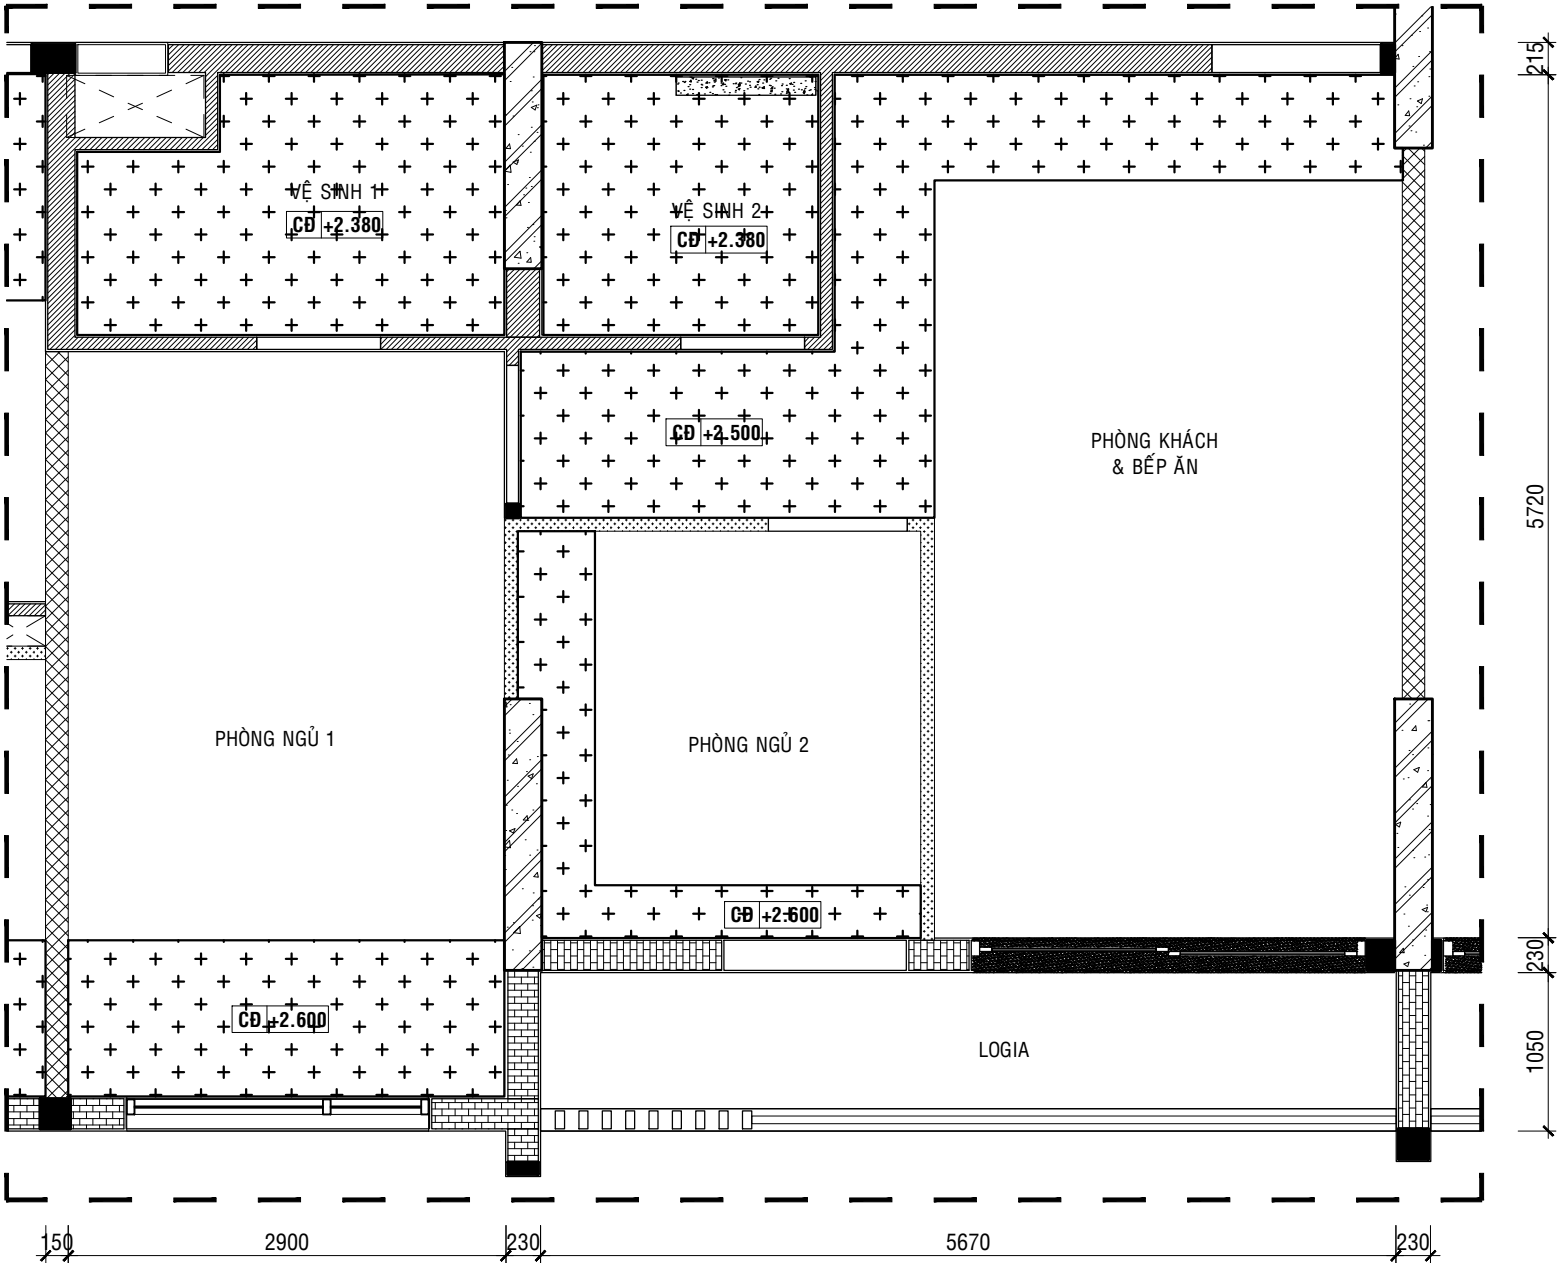 215
VỆ SINH 1
CĐ +2.380
VỆ SINH 2
CĐ +2.380
CĐ +2.500
PHÒNG KHÁCH
& BẾP ĂN
5720
PHÒNG NGỦ 1
PHÒNG NGỦ 2
CĐ +2.600
230
CĐ +2.600
LOGIA
1050
150
2900
230
5670
230